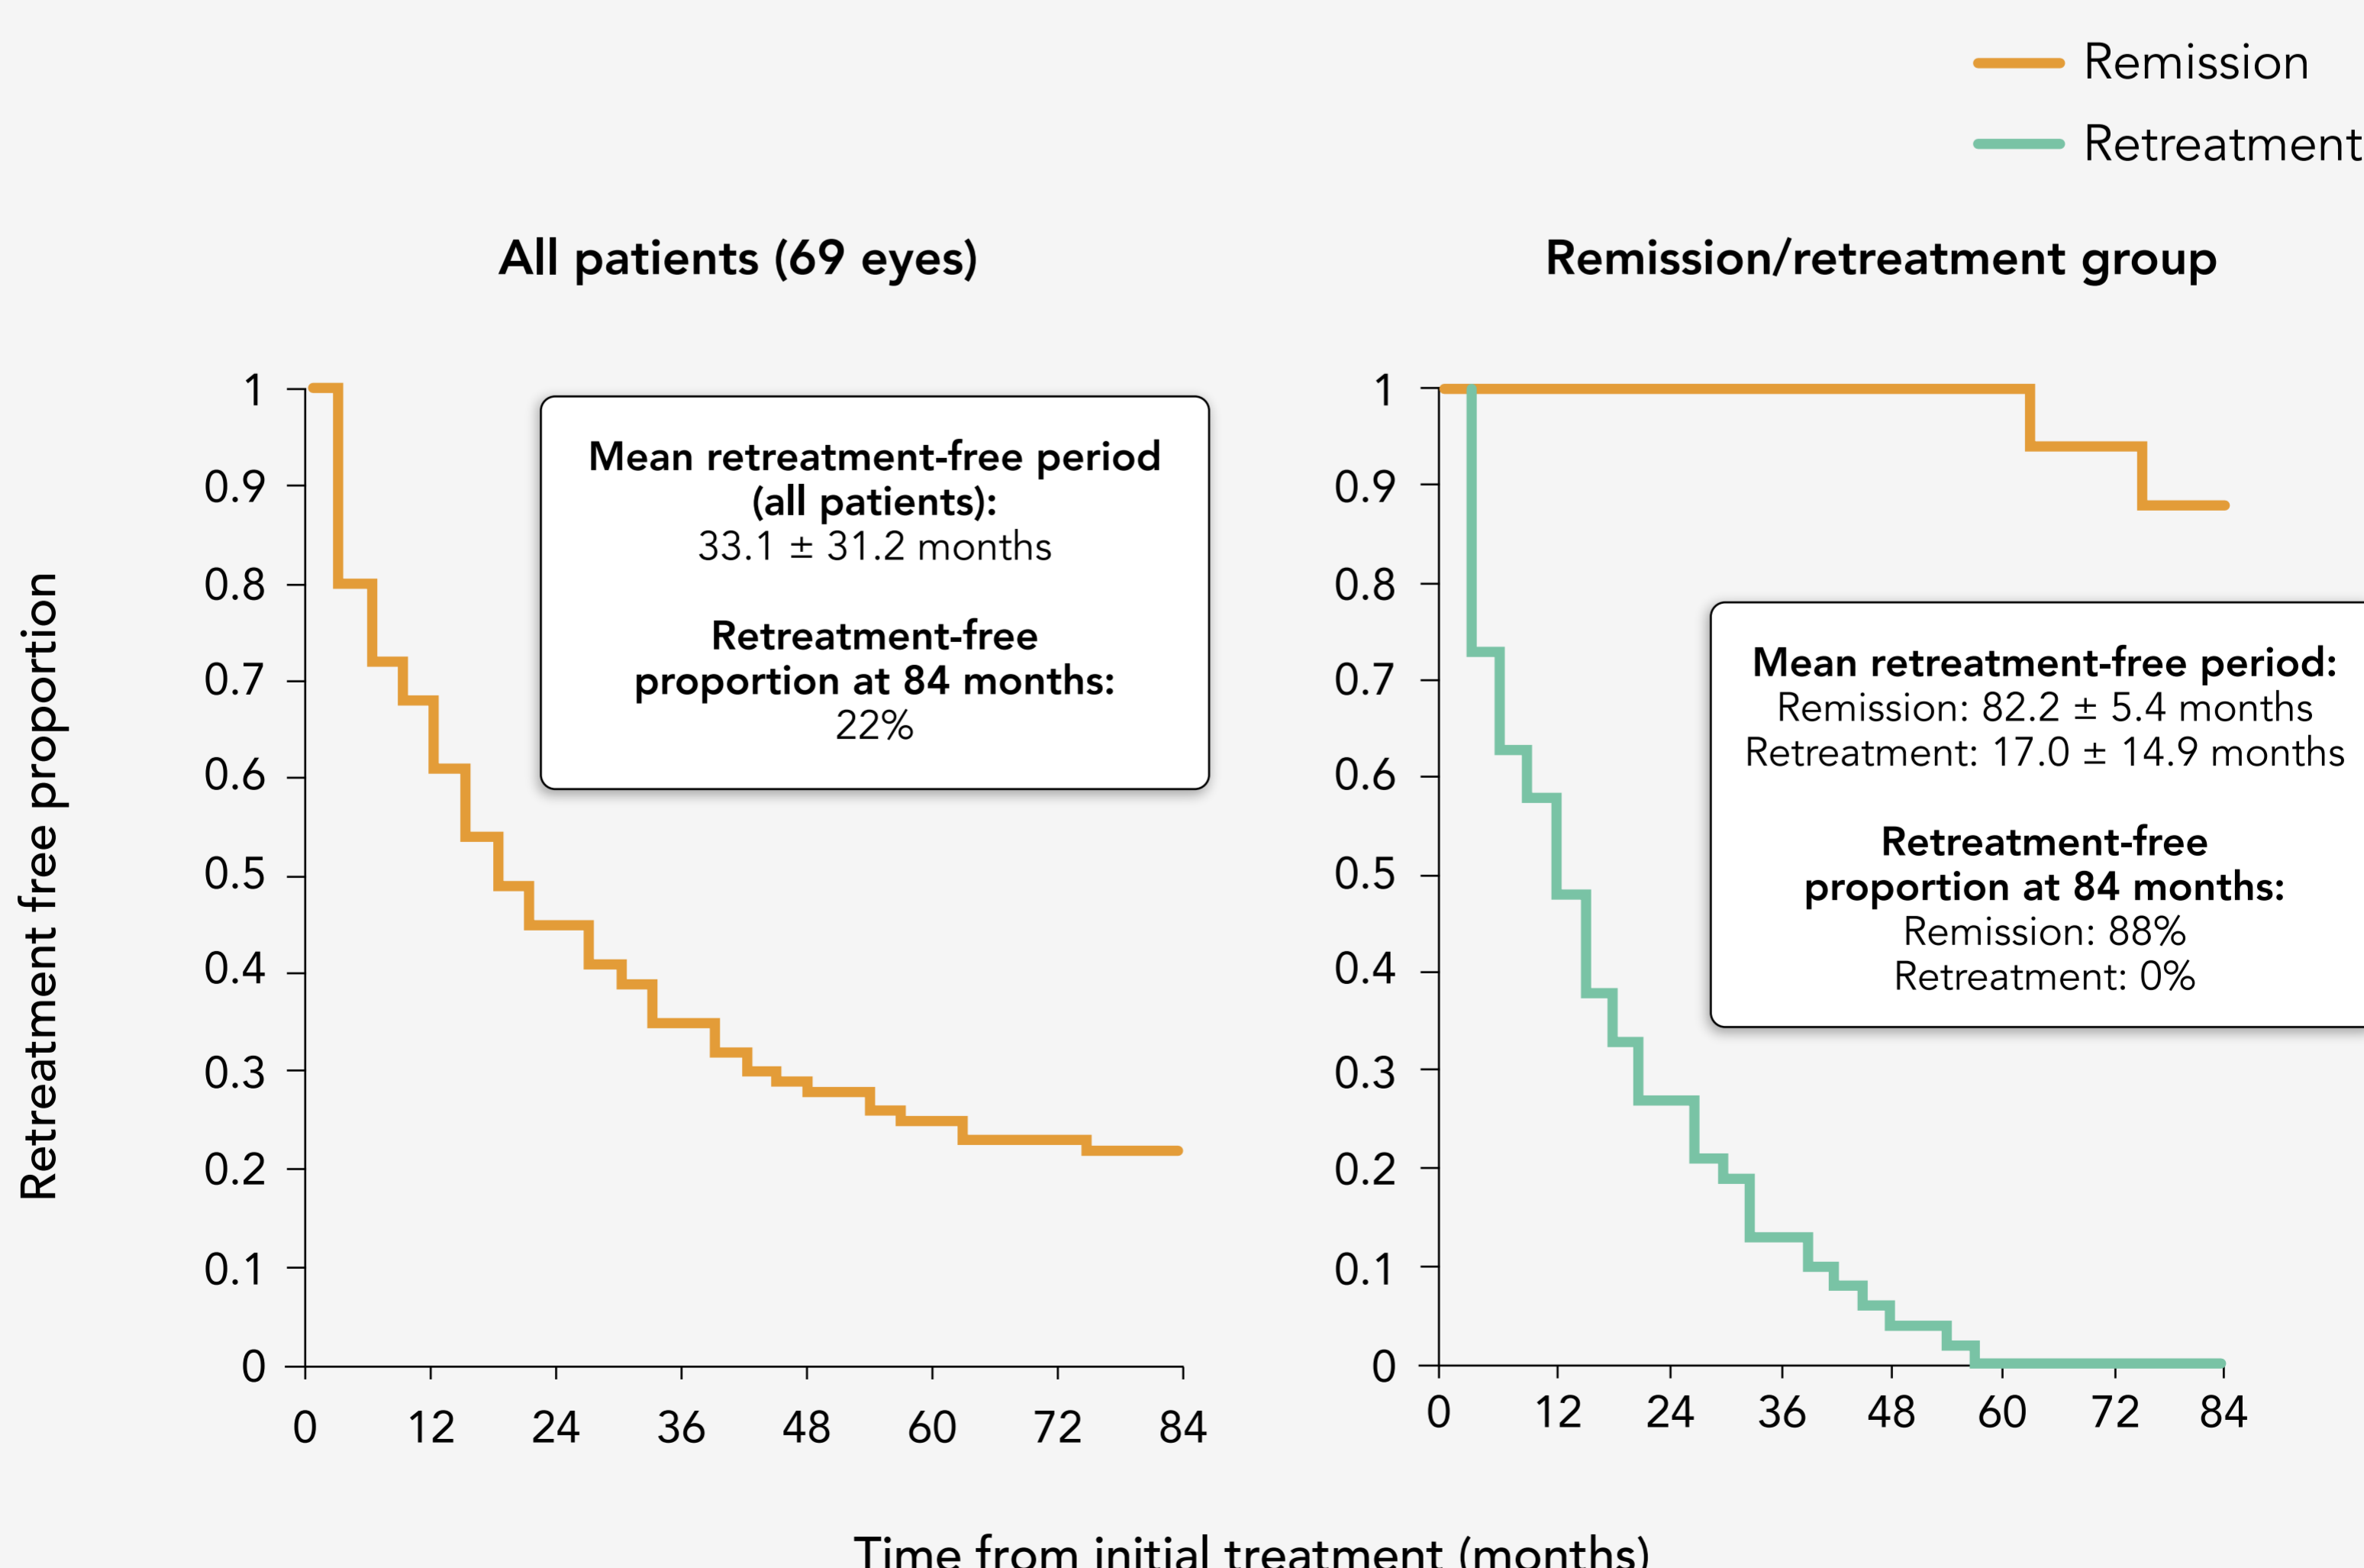 Remission
Retreatment
All patients (69 eyes)
Remission/retreatment group
Retreatment free proportion
1
0.9
0.8
0.7
0.6
0.5
0.4
0.3
0.2
0.1
0
0 12 24 36 48 60 72 84
Mean retreatment-free period
(all patients):
33.1 ± 31.2 months
Retreatment-free
proportion at 84 months:
22%
1
0.9
0.8
0.7
0.6
0.5
0.4
0.3
0.2
0.1
0
0 12 24 36 48 60 72 84
Mean retreatment-free period:
Remission: 82.2 ± 5.4 months
Retreatment: 17.0 ± 14.9 months
Retreatment-free
proportion at 84 months:
Remission: 88%
Retreatment: 0%
Time from initial treatment (months)